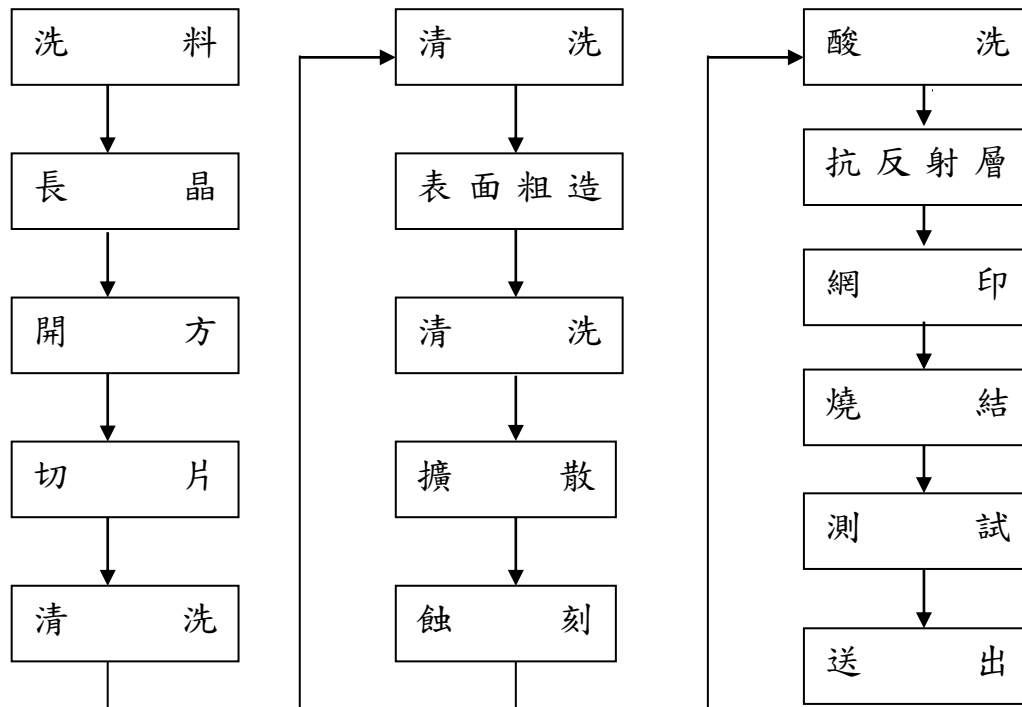 洗料
長晶
開方
切片
清洗
清洗
表面粗造
清洗
擴散
蝕刻
酸洗
抗反射層
網印
燒結
測試
送出